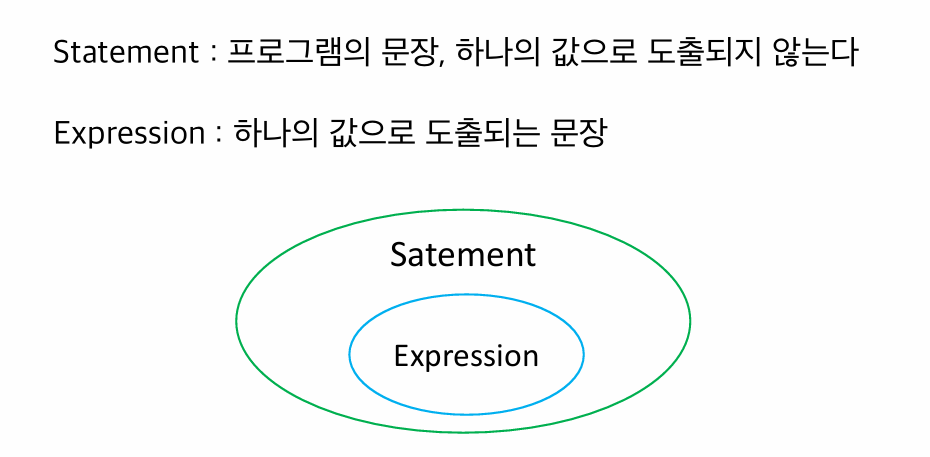 Statement : 프로그램의 문장, 하나의 값으로 도출되지 않는다
Expression : 하나의 값으로 도출되는 문장
Satement
Expression